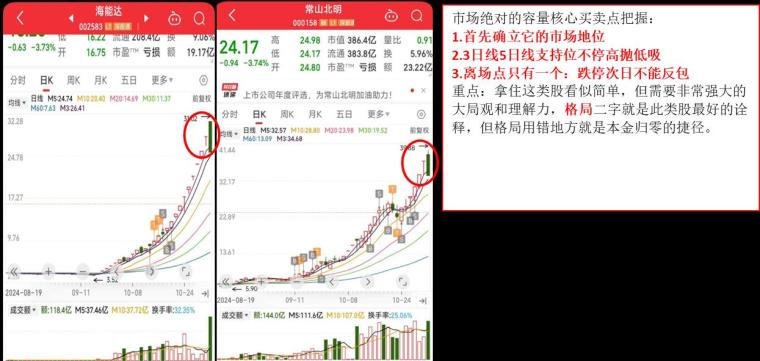 海能达
002583 L1 深股通
16.20
-0.63 -3.73%
16.22 流通 208.4亿 换 9.06%
低 16.75 市盈 亏损 额 19.17亿
分时 日K 周K 月K 五日 更多
均线 日线 M5:24.74 M10:20.40 M20:14.69 M30:11.37 前复权
M60:7.63 M3:26.41
32.28
31.02
24.78
17.27
9.76
3.52
2024-08-19 09-11 10-24
成交额 额:118.4亿 M5:37.46亿 M10:37.72亿 换手率:32.35%
常山北明
000158 L1 融 深股通
24.17
-0.94 -3.74%
高 24.98 市值 386.4亿 量比 0.91
低 24.17 流通 383.8亿 换 5.96%
开 24.80 市盈 亏损 额 23.22亿
上市公司年度评选,为常山北明加油助力!
分时 日K 周K 月K 五日 更多
均线 日线 M5:32.57 M10:28.80 M20:23.98 M30:19.52 前复权
M60:13.09 M3:34.68
41.44
39.88
32.17
22.89
13.61
5.90
2024-08-19 09-11 10-24
成交额 额:144.0亿 M5:111.6亿 M10:107.0亿 换手率:25.06%
市场绝对的容量核心买卖点把握:
1.首先确立它的市场地位
2.3日线5日线支持位不停高抛低吸
3.离场点只有一个:跌停次日不能反包
重点:拿住这类股看似简单,但需要非常强大的
大局观和理解力,格局二字就是此类股最好的诠
释,但格局用错地方就是本金归零的捷径。